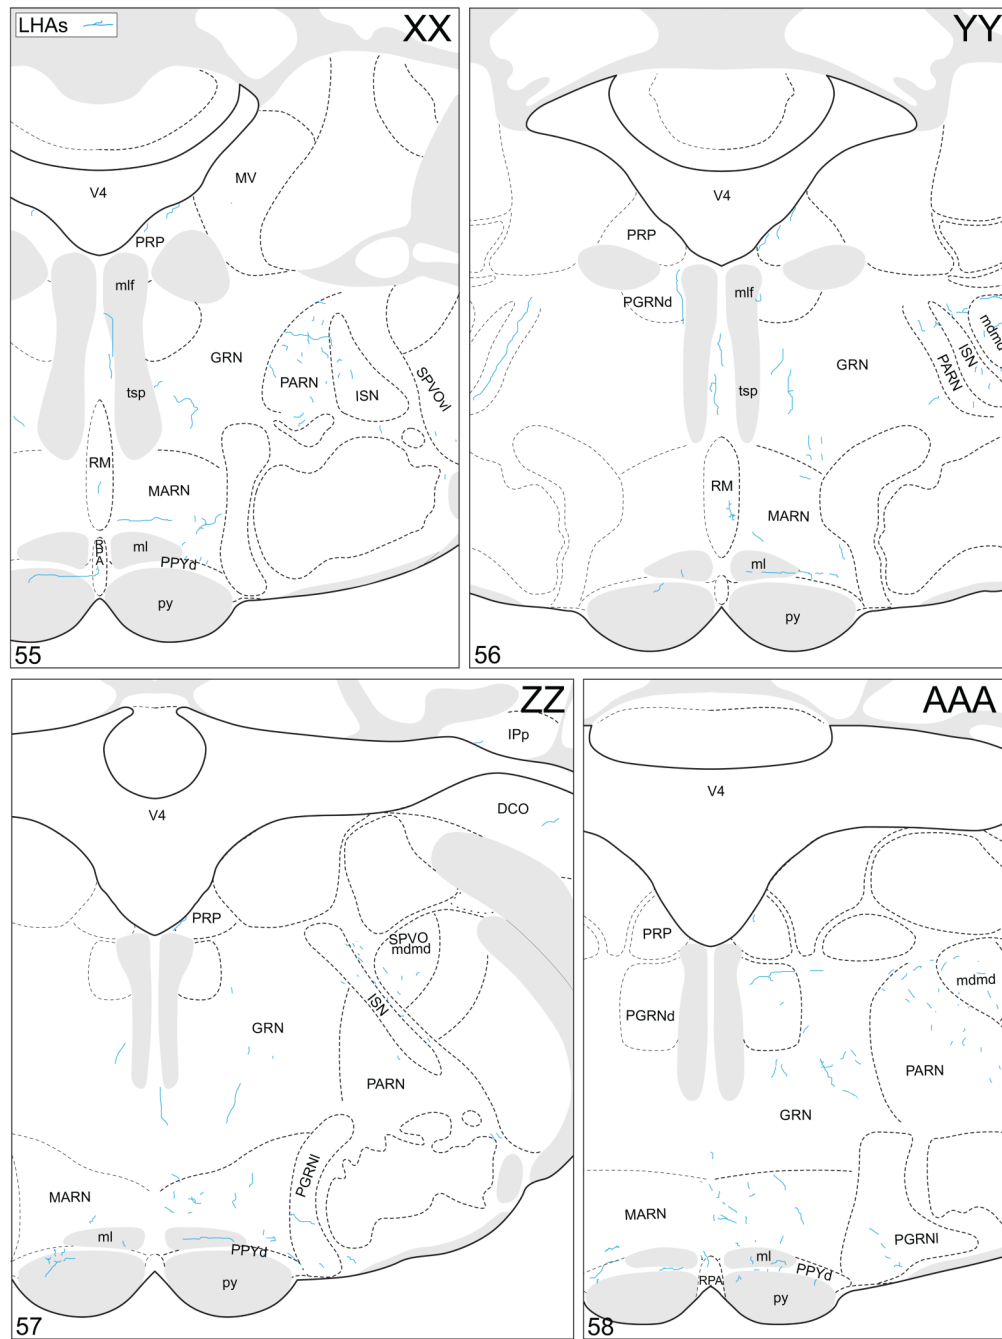 LHAs
XX
V4
MV
PRP
mlf
GRN
PARN
ISN
SPVOvl
tsp
RM
MARN
R
P
A
ml
PPYd
py
55
YY
V4
PRP
PGRNd
mlf
GRN
tsp
PARN
ISN
mdmd
RM
MARN
ml
py
56
ZZ
IPp
V4
DCO
PRP
SPVO
mdmd
ISN
GRN
PARN
PGRNl
MARN
ml
PPYd
py
57
AAA
V4
PRP
mdmd
PGRNd
PARN
GRN
MARN
PGRNl
ml
PPYd
RPA
py
58